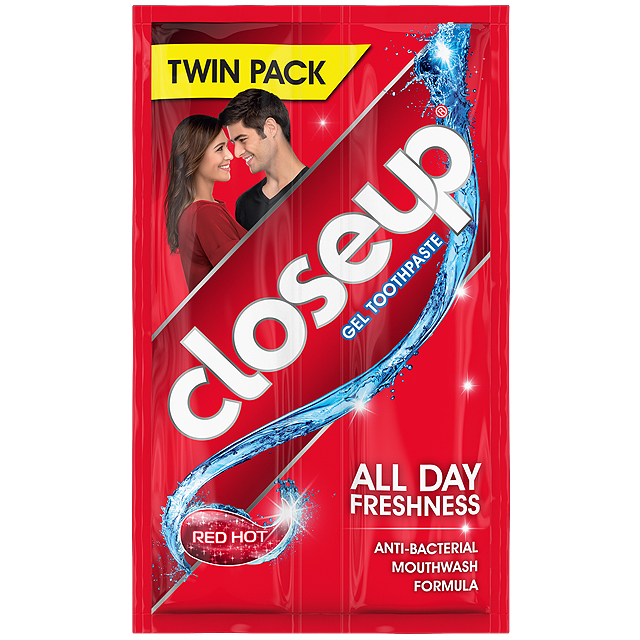 TWIN PACK
closeup®
GEL TOOTHPASTE
RED HOT
ALL DAY
FRESHNESS
ANTI-BACTERIAL
MOUTHWASH
FORMULA